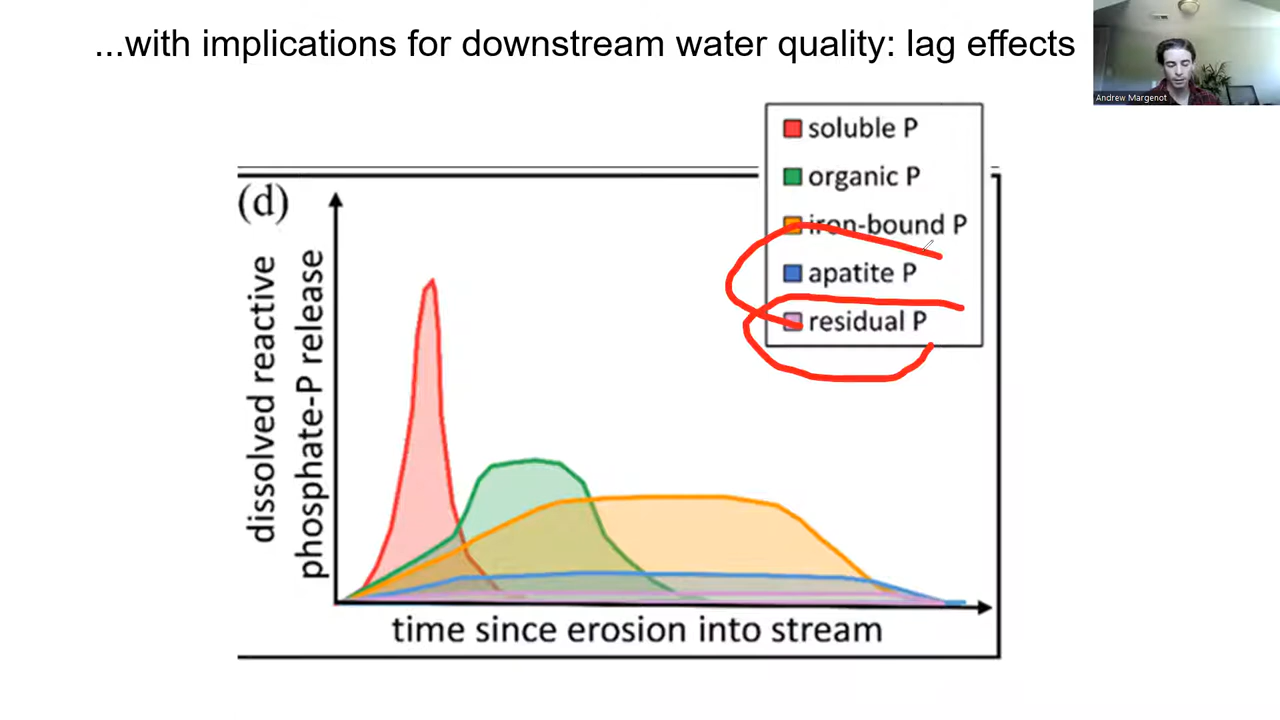 ...with implications for downstream water quality: lag effects
Andrew Margenot
soluble P
organic P
iron-bound P
apatite P
residual P
(d)
dissolved reactive
phosphate-P release
time since erosion into stream